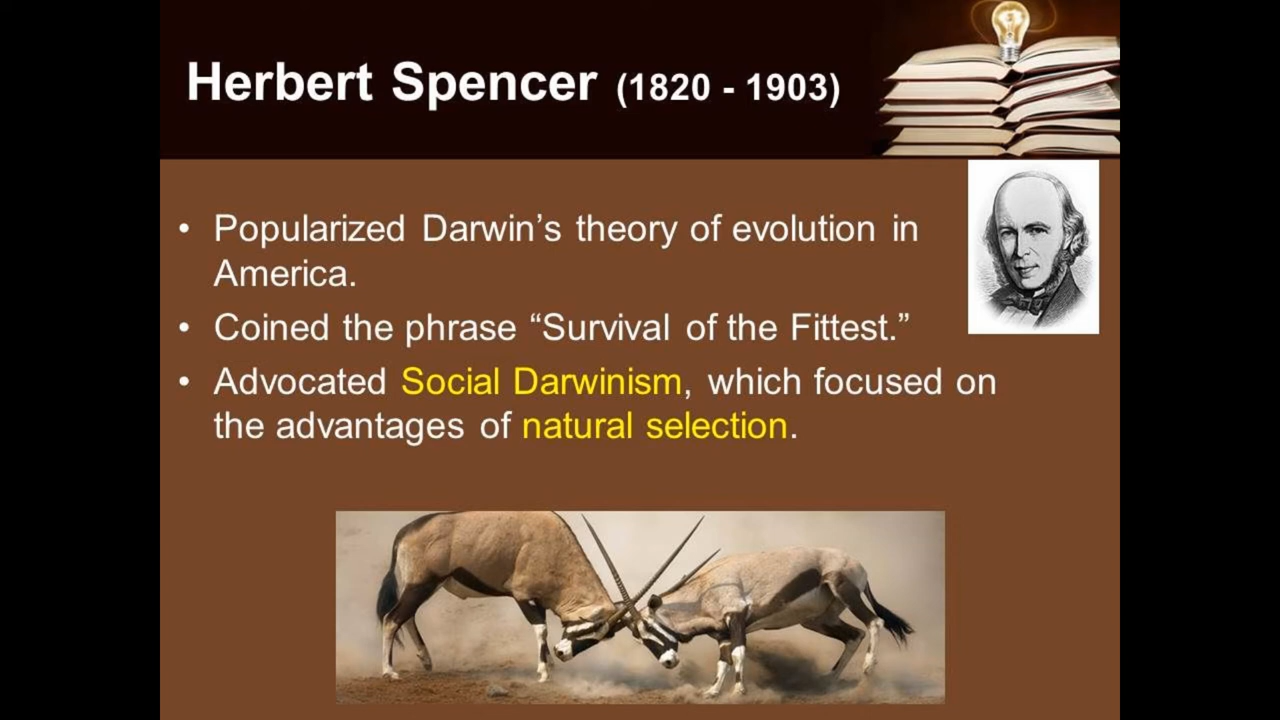 Herbert Spencer (1820 - 1903)
• Popularized Darwin’s theory of evolution in
America.
• Coined the phrase “Survival of the Fittest.”
• Advocated Social Darwinism, which focused on
the advantages of natural selection.